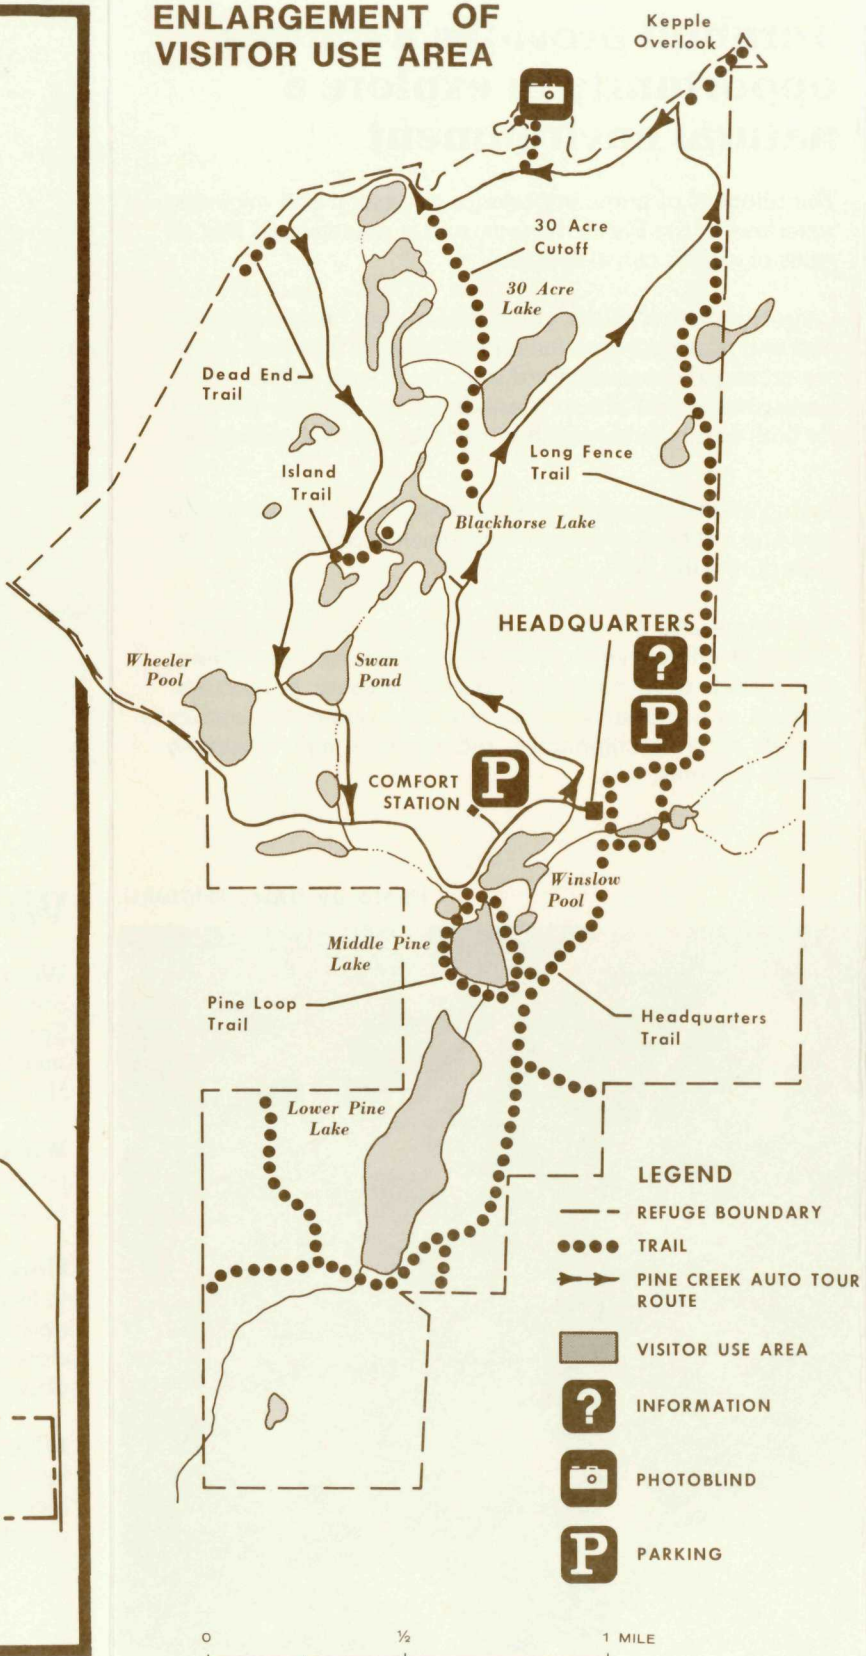 ENLARGEMENT OF
VISITOR USE AREA
Kepple
Overlook
30 Acre
Cutoff
30 Acre
Lake
Dead End
Trail
Long Fence
Trail
Island
Trail
Blackhorse Lake
HEADQUARTERS
?
P
Wheeler
Pool
Swan
Pond
COMFORT
STATION
P
Winslow
Pool
Middle Pine
Lake
Pine Loop
Trail
Headquarters
Trail
Lower Pine
Lake
LEGEND
REFUGE BOUNDARY
TRAIL
PINE CREEK AUTO TOUR
ROUTE
VISITOR USE AREA
? INFORMATION
PHOTOBLIND
P PARKING
0 ½ 1 MILE